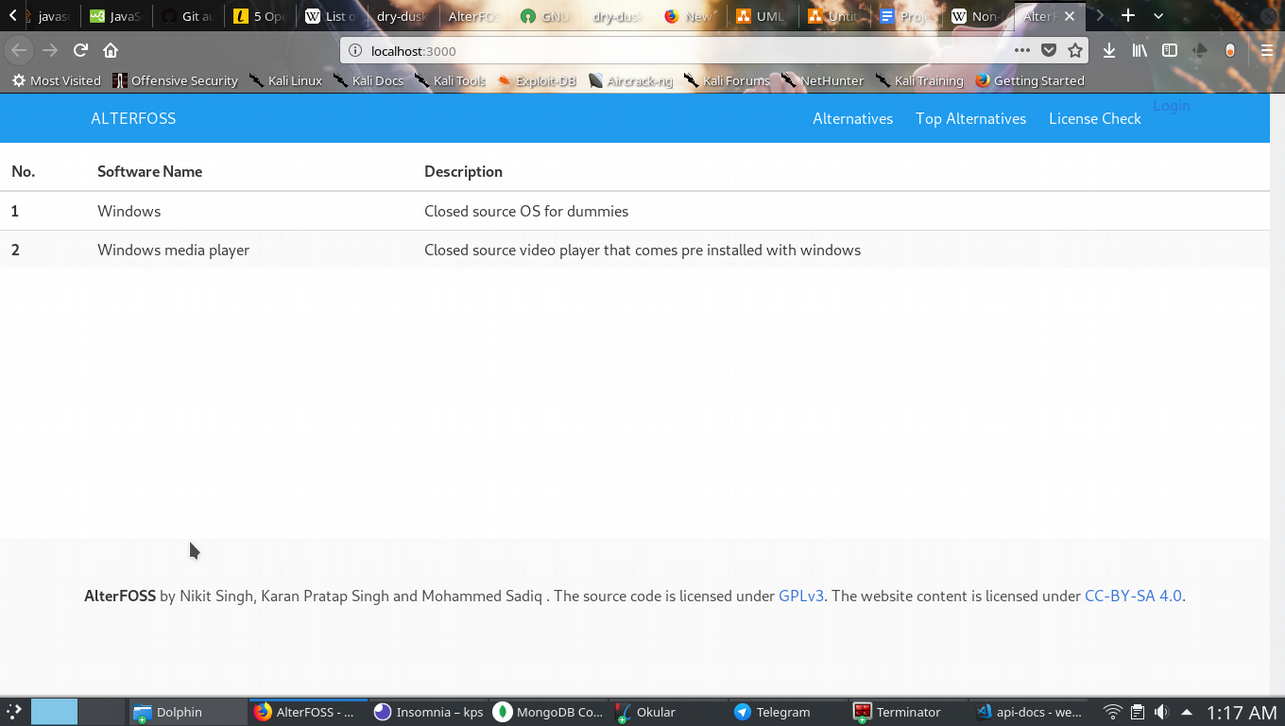 javas JavaS Git au 5 Ope List o dry-dusk AlterFOS GNU dry-dusk New UML Untit Proj Non- AlterF
localhost:3000
Most Visited Offensive Security Kali Linux Kali Docs Kali Tools Exploit-DB Aircrack-ng Kali Forums NetHunter Kali Training Getting Started
Login
ALTERFOSS Alternatives Top Alternatives License Check
No. Software Name Description
1 Windows Closed source OS for dummies
2 Windows media player Closed source video player that comes pre installed with windows
AlterFOSS by Nikit Singh, Karan Pratap Singh and Mohammed Sadiq . The source code is licensed under GPLv3. The website content is licensed under CC-BY-SA 4.0.
Dolphin AlterFOSS - ... Insomnia – kps MongoDB Co... Okular Telegram Terminator api-docs - we... 1:17 AM